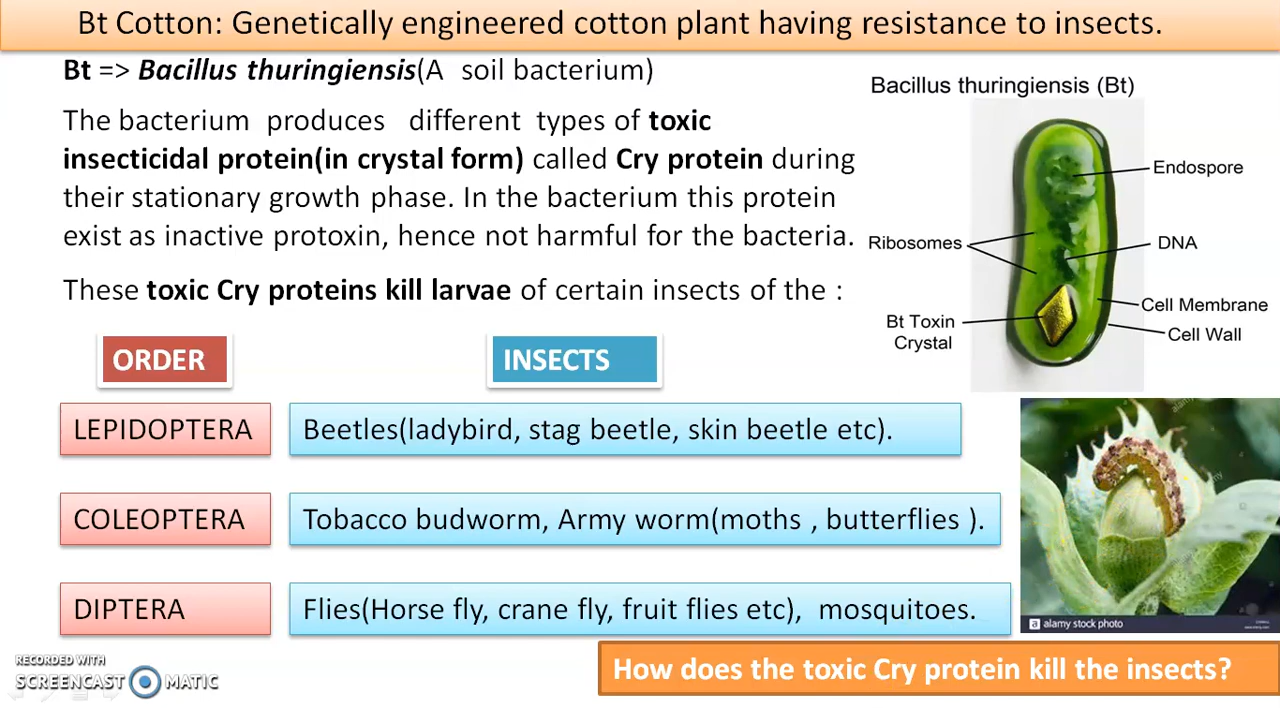 Bt Cotton: Genetically engineered cotton plant having resistance to insects.
Bt => Bacillus thuringiensis(A soil bacterium)
The bacterium produces different types of toxic
insecticidal protein(in crystal form) called Cry protein during
their stationary growth phase. In the bacterium this protein
exist as inactive protoxin, hence not harmful for the bacteria.
These toxic Cry proteins kill larvae of certain insects of the :
Bacillus thuringiensis (Bt)
Endospore
Ribosomes
DNA
Cell Membrane
Bt Toxin
Crystal
Cell Wall
ORDER
INSECTS
LEPIDOPTERA
Beetles(ladybird, stag beetle, skin beetle etc).
COLEOPTERA
Tobacco budworm, Army worm(moths , butterflies ).
DIPTERA
Flies(Horse fly, crane fly, fruit flies etc), mosquitoes.
alamy
a alamy stock photo
How does the toxic Cry protein kill the insects?
RECORDED WITH
SCREENCAST MATIC